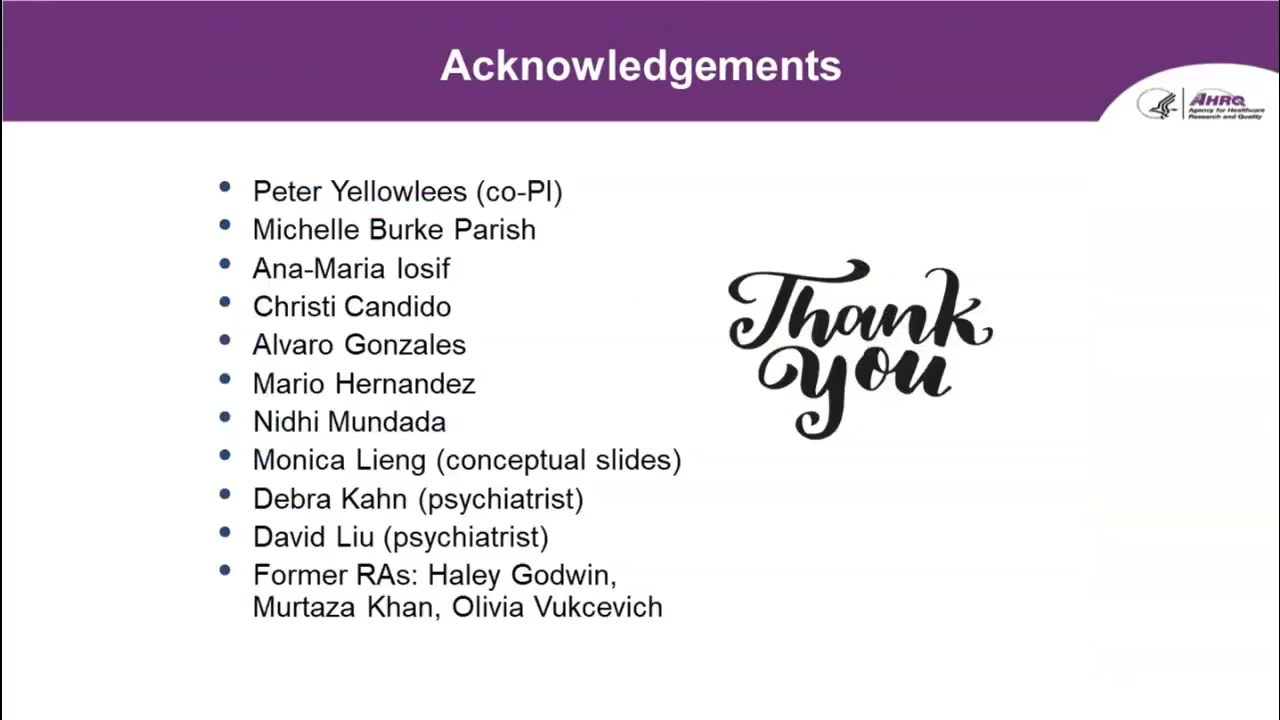 Acknowledgements
AHRQ
Agency for Healthcare
Research and Quality
• Peter Yellowlees (co-PI)
• Michelle Burke Parish
• Ana-Maria Iosif
• Christi Candido
• Alvaro Gonzales
• Mario Hernandez
• Nidhi Mundada
• Monica Lieng (conceptual slides)
• Debra Kahn (psychiatrist)
• David Liu (psychiatrist)
• Former RAs: Haley Godwin,
Murtaza Khan, Olivia Vukcevich
Thank
you